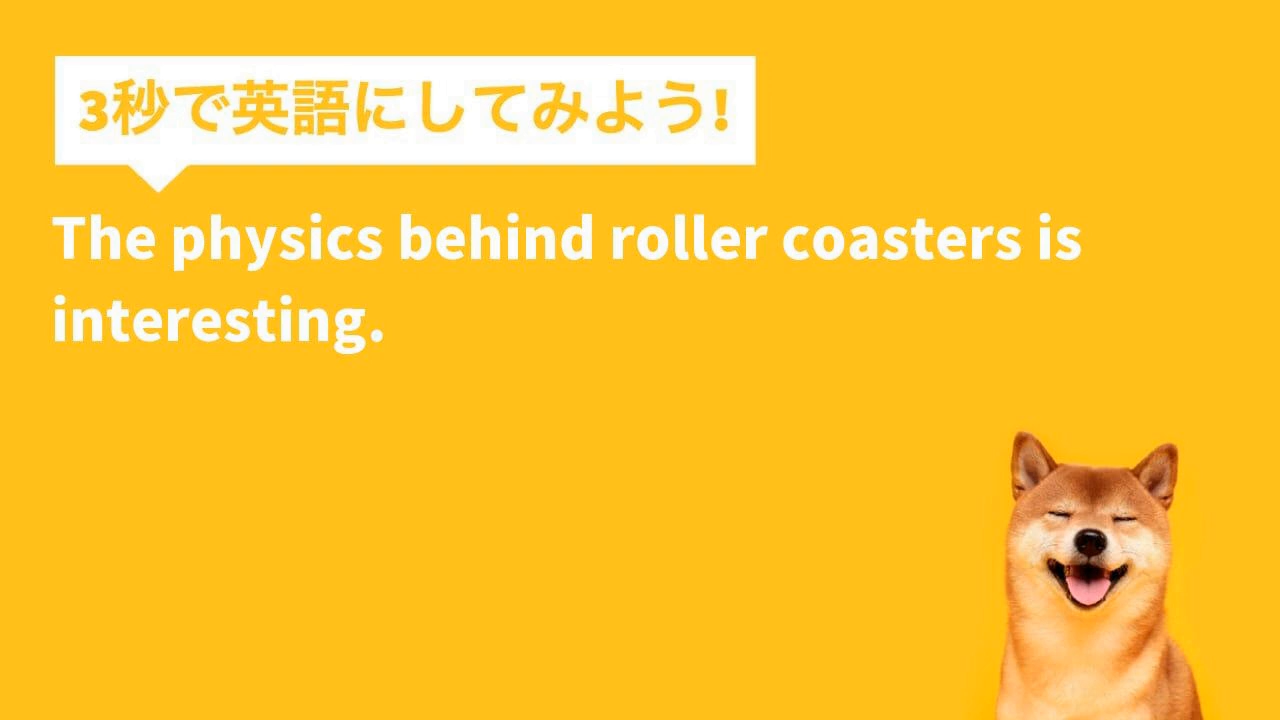 3秒で英語にしてみよう!
The physics behind roller coasters is
interesting.